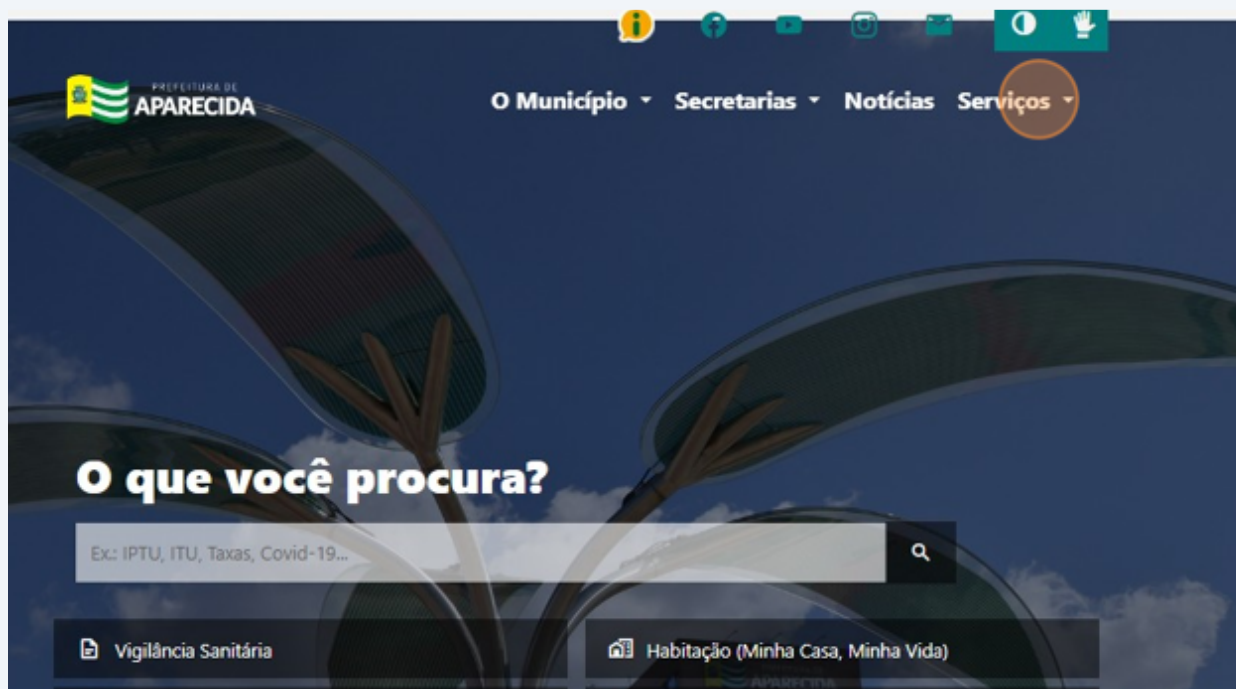 PREFEITURA DE
APARECIDA
O Município
Secretarias
Notícias
Serviços
O que você procura?
Ex.: IPTU, ITU, Taxas, Covid-19...
Vigilância Sanitária
Habitação (Minha Casa, Minha Vida)
APARECIDA